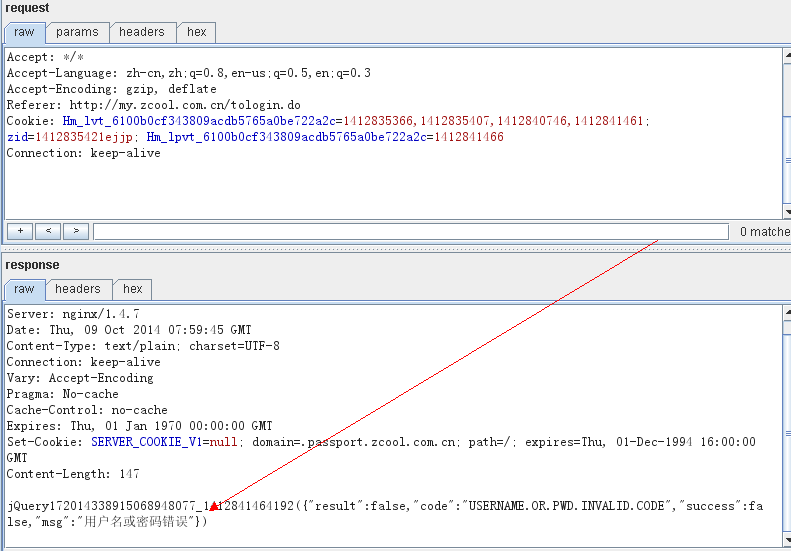 request
raw params headers hex
Accept: */*
Accept-Language: zh-cn,zh;q=0.8,en-us;q=0.5,en;q=0.3
Accept-Encoding: gzip, deflate
Referer: http://my.zcool.com.cn/tologin.do
Cookie: Hm_lvt_6100b0cf343809acdb5765a0be722a2c=1412835366,1412835407,1412840746,1412841461;
zid=1412835421ejjp; Hm_lpvt_6100b0cf343809acdb5765a0be722a2c=1412841466
Connection: keep-alive
+ < > 0 matche
response
raw headers hex
Server: nginx/1.4.7
Date: Thu, 09 Oct 2014 07:59:45 GMT
Content-Type: text/plain; charset=UTF-8
Connection: keep-alive
Vary: Accept-Encoding
Pragma: No-cache
Cache-Control: no-cache
Expires: Thu, 01 Jan 1970 00:00:00 GMT
Set-Cookie: SERVER_COOKIE_V1=null; domain=.passport.zcool.com.cn; path=/; expires=Thu, 01-Dec-1994 16:00:00
GMT
Content-Length: 147
jQuery172014338915068948077_1412841464192({"result":false,"code":"USERNAME.OR.PWD.INVALID.CODE","success":fa
lse,"msg":"用户名或密码错误"})